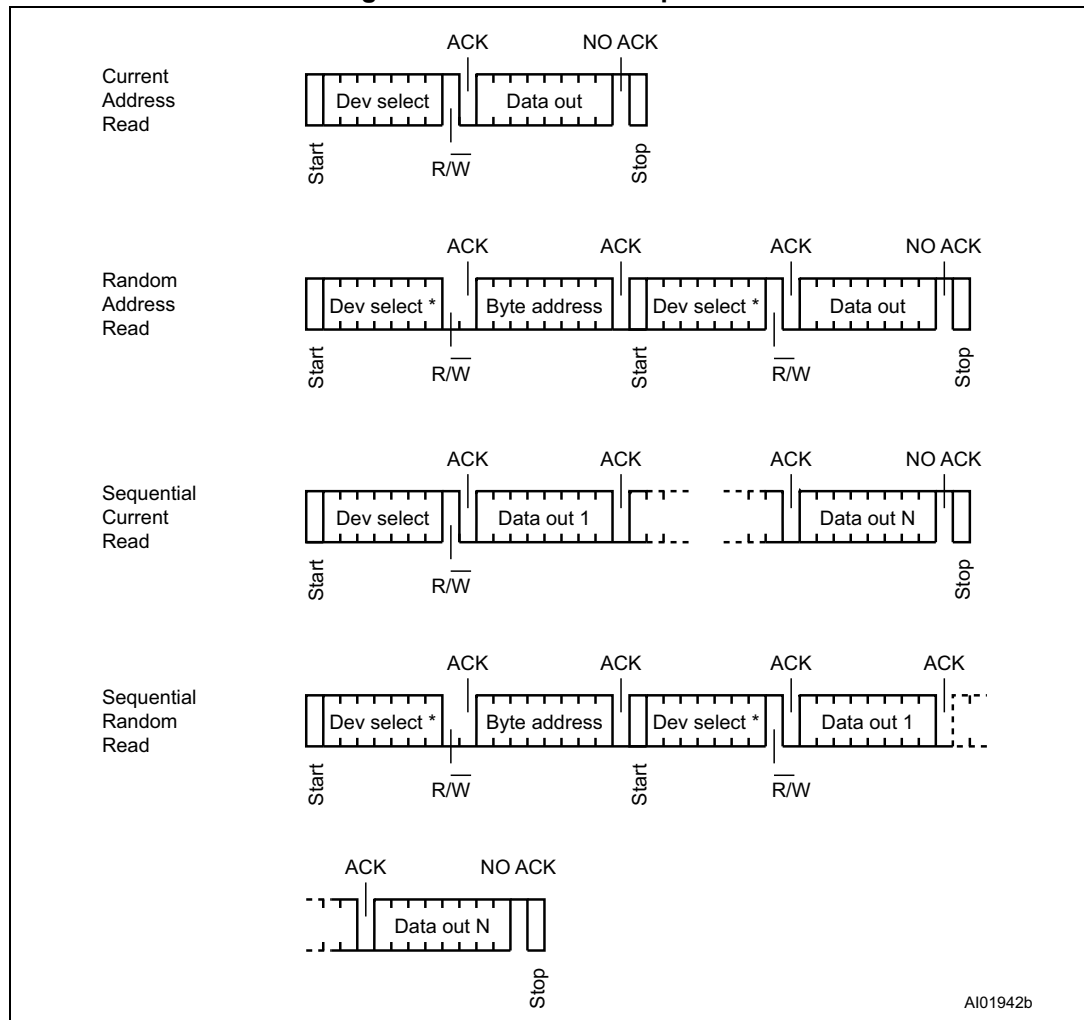 ACK NO ACK
Current
Address
Read
Dev select Data out
Start R/W̅ Stop
ACK ACK ACK NO ACK
Random
Address
Read
Dev select * Byte address Dev select * Data out
Start R/W̅ Start R̅/W Stop
ACK ACK ACK NO ACK
Sequential
Current
Read
Dev select Data out 1 Data out N
Start R/W̅ Stop
ACK ACK ACK ACK
Sequential
Random
Read
Dev select * Byte address Dev select * Data out 1
Start R/W̅ Start R̅/W
ACK NO ACK
Data out N
Stop
AI01942b